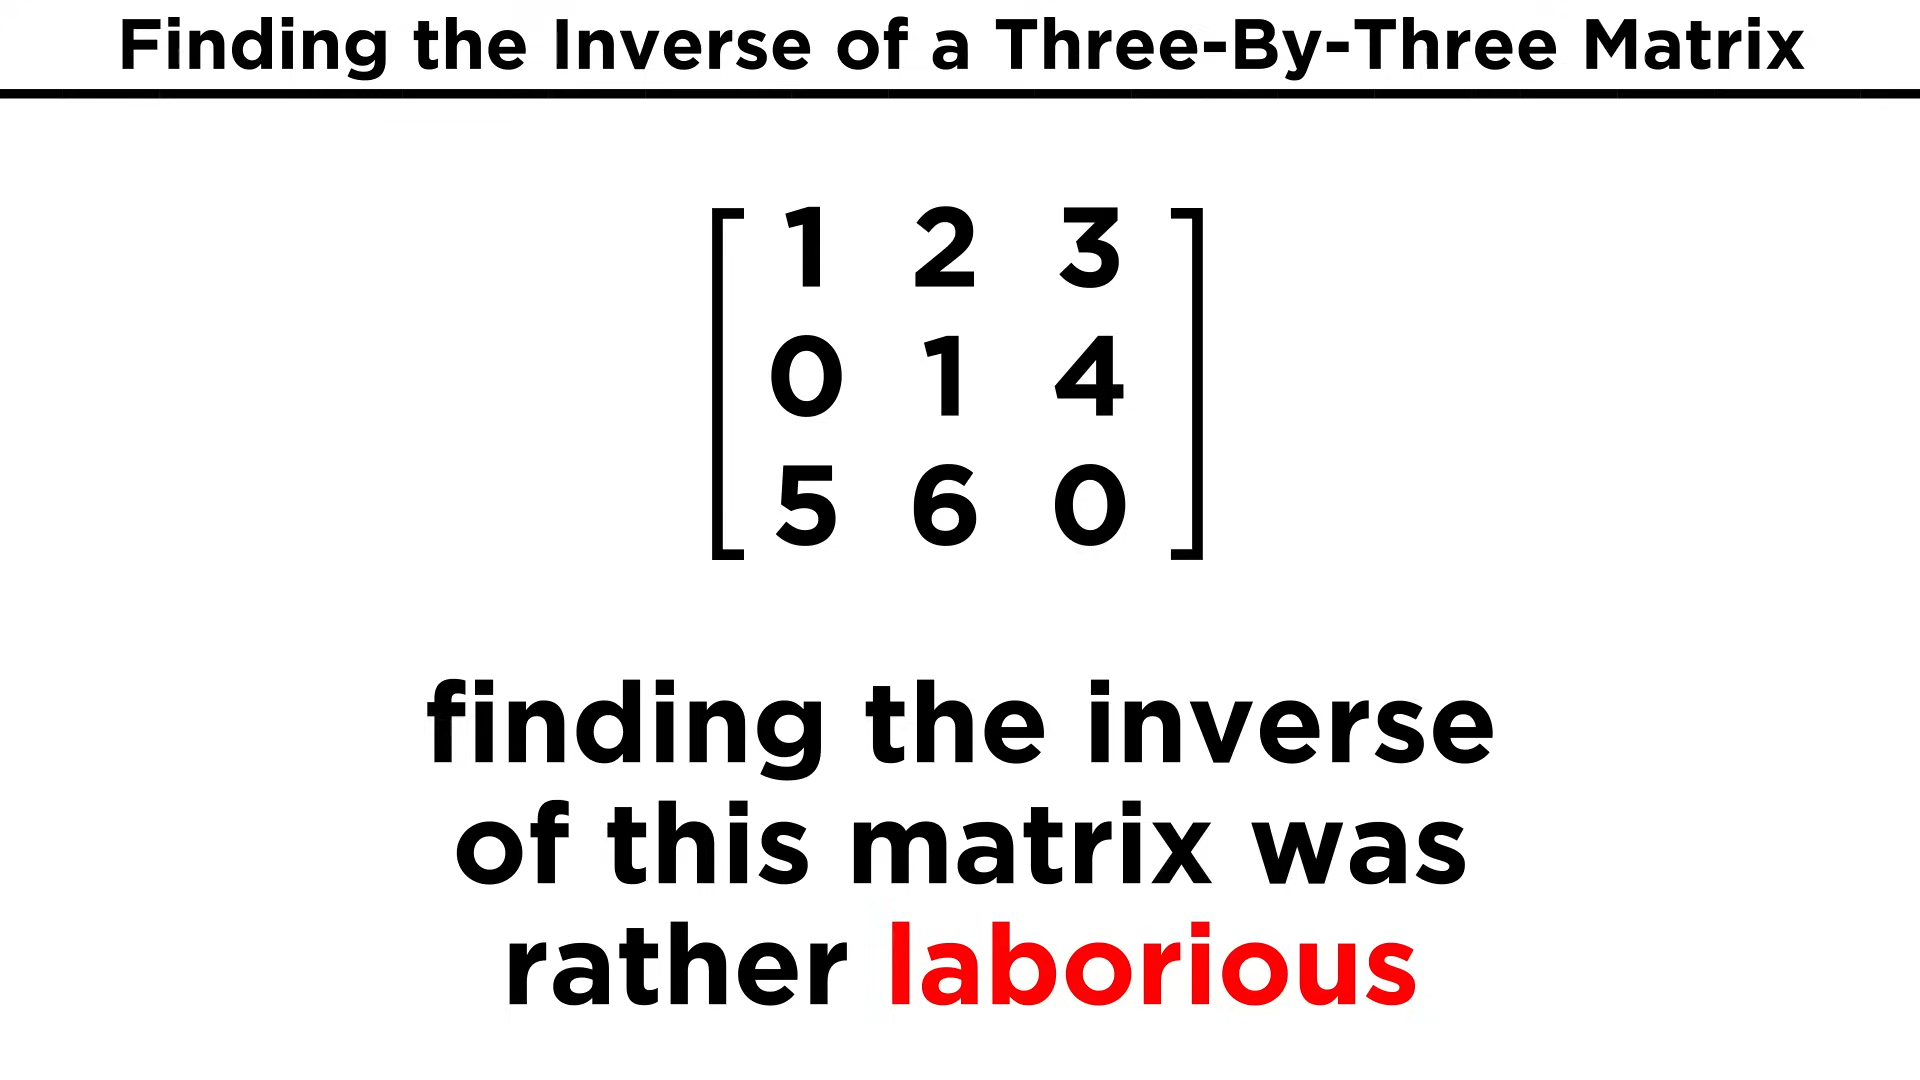 Finding the Inverse of a Three-By-Three Matrix
1 2 3
0 1 4
5 6 0
finding the inverse
of this matrix was
rather laborious